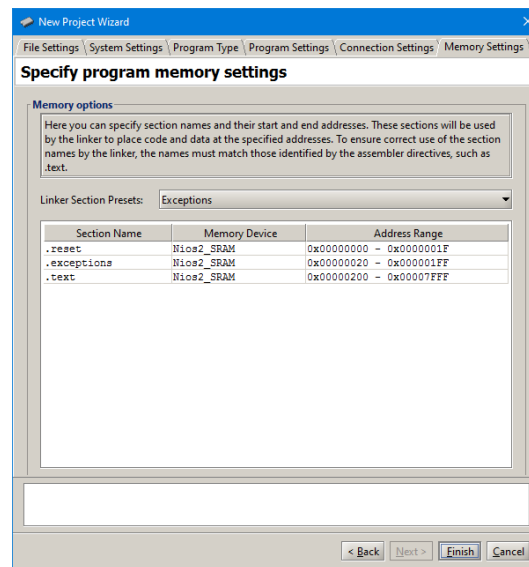 New Project Wizard
File Settings System Settings Program Type Program Settings Connection Settings Memory Settings
Specify program memory settings
Memory options
Here you can specify section names and their start and end addresses. These sections will be used
by the linker to place code and data at the specified addresses. To ensure correct use of the section
names by the linker, the names must match those identified by the assembler directives, such as
.text.
Linker Section Presets: Exceptions
Section Name Memory Device Address Range
.reset Nios2_SRAM 0x00000000 - 0x0000001F
.exceptions Nios2_SRAM 0x00000020 - 0x000001FF
.text Nios2_SRAM 0x00000200 - 0x00007FFF
< Back Next > Finish Cancel